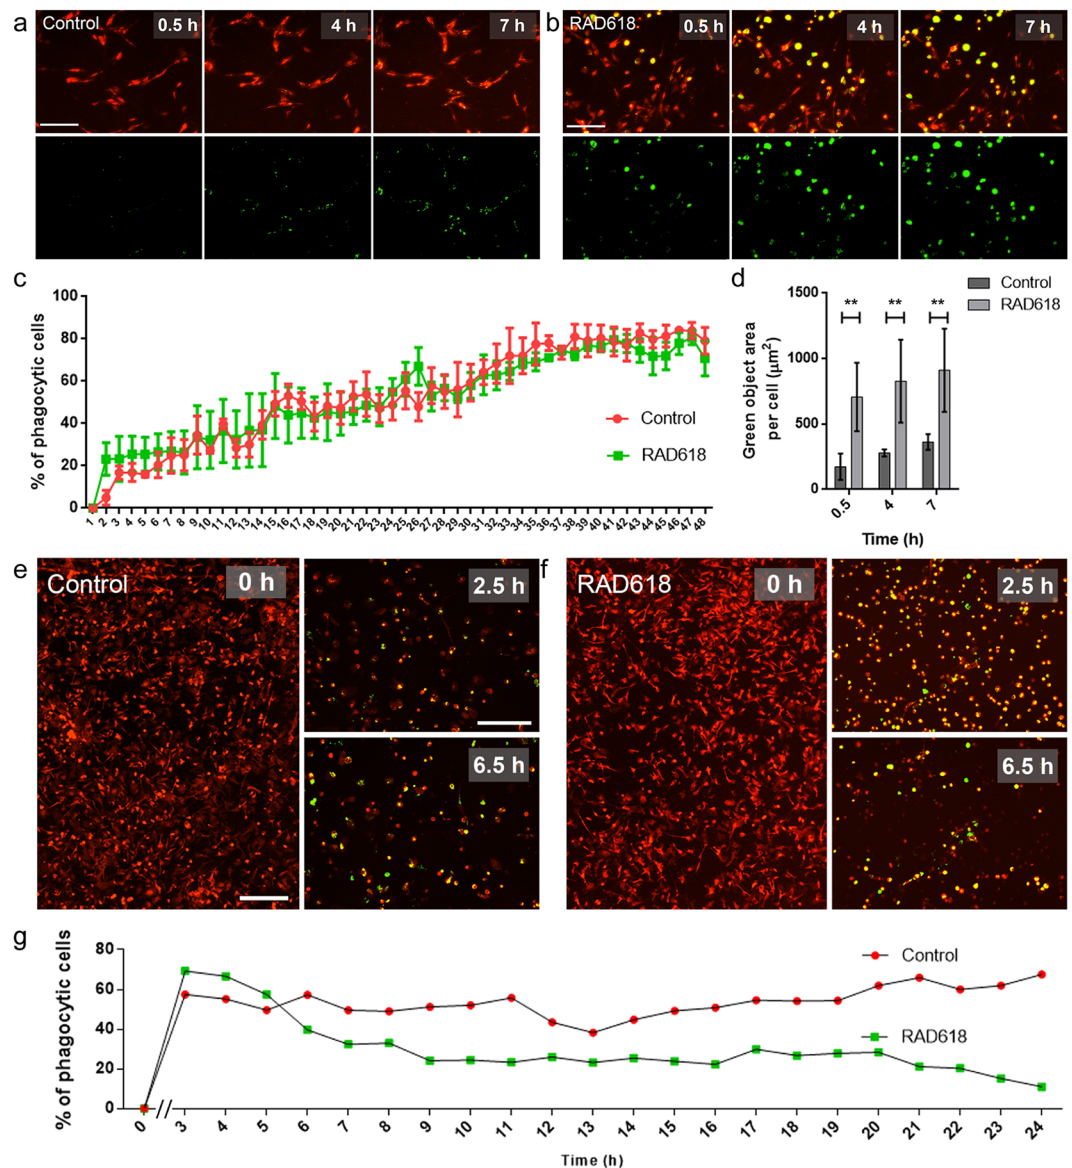 a Control 0.5 h 4 h 7 h
b RAD618 0.5 h 4 h 7 h
c
% of phagocytic cells
100
80
60
40
20
0
Control
RAD618
1 2 3 4 5 6 7 8 9 10 11 12 13 14 15 16 17 18 19 20 21 22 23 24 25 26 27 28 29 30 31 32 33 34 35 36 37 38 39 40 41 42 43 44 45 46 47 48
d
Control
RAD618
Green object area
per cell (μm²)
1500
1000
500
0
** ** **
0.5 4 7
Time (h)
e Control 0 h
2.5 h
6.5 h
f RAD618 0 h
2.5 h
6.5 h
g
% of phagocytic cells
80
60
40
20
0
Control
RAD618
0 3 4 5 6 7 8 9 10 11 12 13 14 15 16 17 18 19 20 21 22 23 24
Time (h)